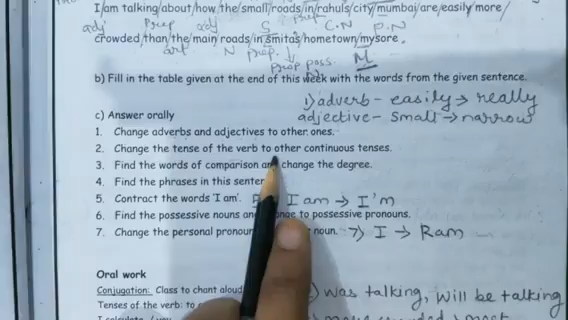 I/am talking/about/how the/small/roads/in rahuls/city/mumbai/are/easily more/
adj prep adj S prep C.N P.N
crowded/than/the main roads/in smitas/hometown/mysore.
art N prep. M
prep poss.
b) Fill in the table given at the end of this week with the words from the given sentence.
1) adverb - easily → really
c) Answer orally adjective - small → narrow
1. Change adverbs and adjectives to other ones.
2. Change the tense of the verb to other continuous tenses.
3. Find the words of comparison and change the degree.
4. Find the phrases in this senten
5. Contract the words 'I am'. I am → I'm
6. Find the possessive nouns an to possessive pronouns.
7. Change the personal pronoun noun. 7) I → Ram
Oral work
Conjugation: Class to chant aloud
Tenses of the verb: to was talking, will be talking
I calculate / you